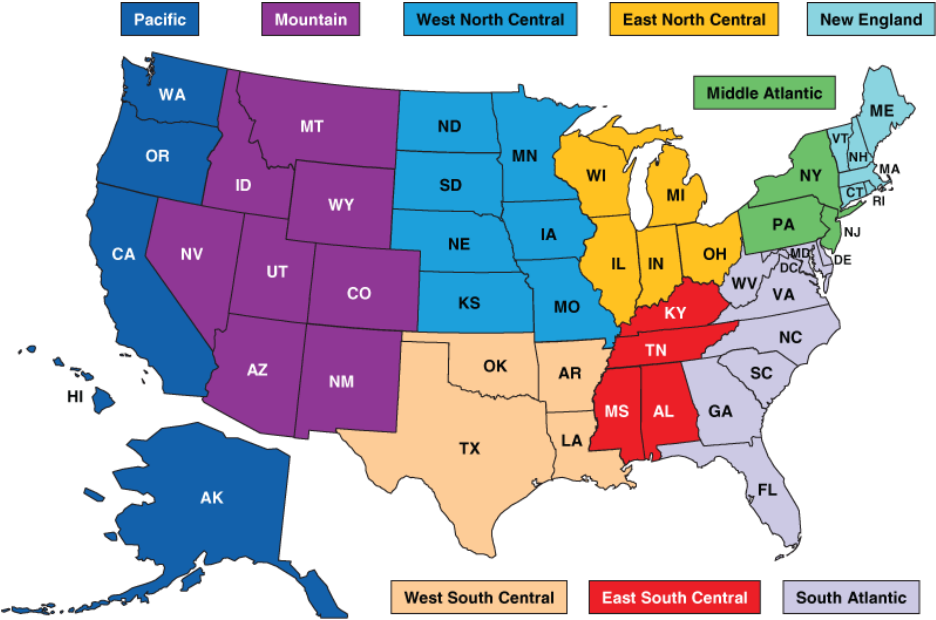 Pacific
Mountain
West North Central
East North Central
New England
Middle Atlantic
WA
MT
ND
MN
ME
VT
NH
OR
ID
SD
WI
MI
NY
MA
CT
RI
WY
CA
NV
UT
CO
NE
IA
IL
IN
OH
PA
NJ
MD
DE
DC
WV
VA
KS
MO
KY
NC
TN
AZ
NM
OK
AR
SC
HI
MS
AL
GA
TX
LA
FL
AK
West South Central
East South Central
South Atlantic